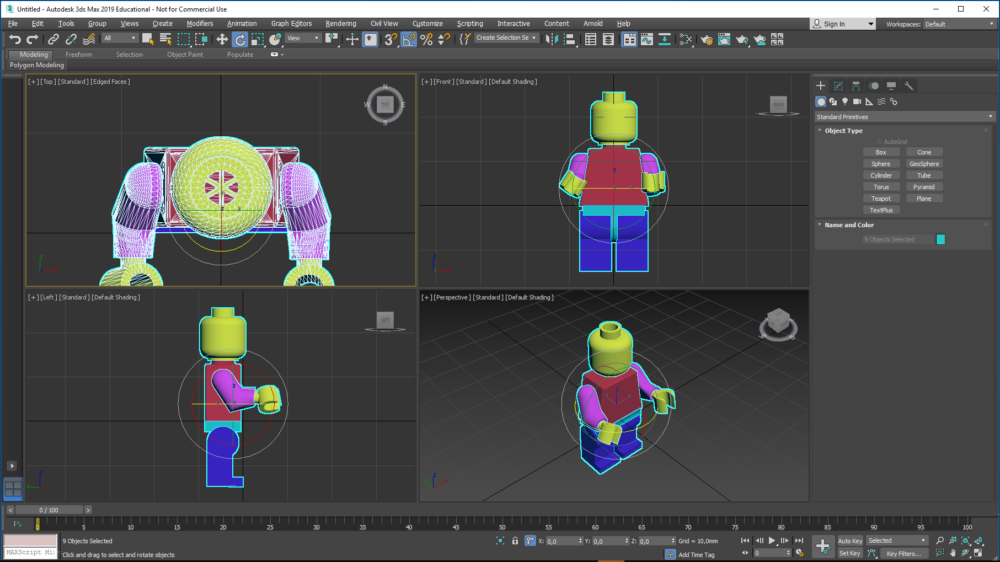 Untitled - Autodesk 3ds Max 2019 Educational - Not for Commercial Use
File Edit Tools Group Views Create Modifiers Animation Graph Editors Rendering Civil View Customize Scripting Interactive Content Arnold Help Sign In Workspaces: Default
All View Create Selection Se
Modeling Freeform Selection Object Paint Populate
Polygon Modeling
[+] [Top] [Standard] [Edged Faces]
N
W TOP E
S
z x
y
[+] [Front] [Standard] [Default Shading]
FRONT
z
y x
z
y
Standard Primitives
Object Type
AutoGrid
Box Cone
Sphere GeoSphere
Cylinder Tube
Torus Pyramid
Teapot Plane
TextPlus
Name and Color
9 Objects Selected
[+] [Left] [Standard] [Default Shading]
LEFT
z
y
z
y
[+] [Perspective] [Standard] [Default Shading]
W S
z
y x
z
y x
< 0 / 100 >
0 5 10 15 20 25 30 35 40 45 50 55 60 65 70 75 80 85 90 95 100
9 Objects Selected X: 0,0 Y: 0,0 Z: 0,0 Grid = 10,0mm Auto Key Selected
MAXScript Mi Click and drag to select and rotate objects Add Time Tag 0 Set Key Key Filters...